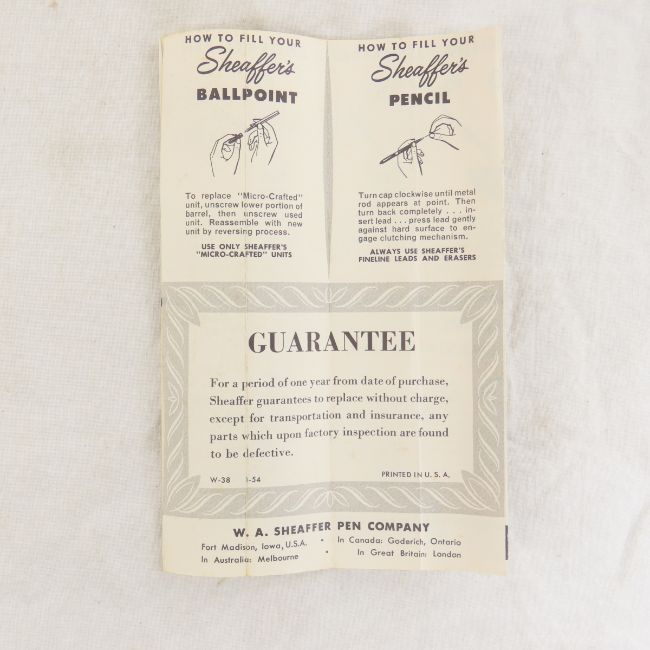 HOW TO FILL YOUR
Sheaffer's
BALLPOINT
To replace "Micro-Crafted"
unit, unscrew lower portion of
barrel, then unscrew used
unit. Reassemble with new
unit by reversing process.
USE ONLY SHEAFFER'S
"MICRO-CRAFTED" UNITS
HOW TO FILL YOUR
Sheaffer's
PENCIL
Turn cap clockwise until metal
rod appears at point. Then
turn back completely . . . in-
sert lead . . . press lead gently
against hard surface to en-
gage clutching mechanism.
ALWAYS USE SHEAFFER'S
FINELINE LEADS AND ERASERS
GUARANTEE
For a period of one year from date of purchase,
Sheaffer guarantees to replace without charge,
except for transportation and insurance, any
parts which upon factory inspection are found
to be defective.
W-38 -54 PRINTED IN U. S. A.
W. A. SHEAFFER PEN COMPANY
Fort Madison, Iowa, U.S.A. • In Canada: Goderich, Ontario
In Australia: Melbourne • In Great Britain: London